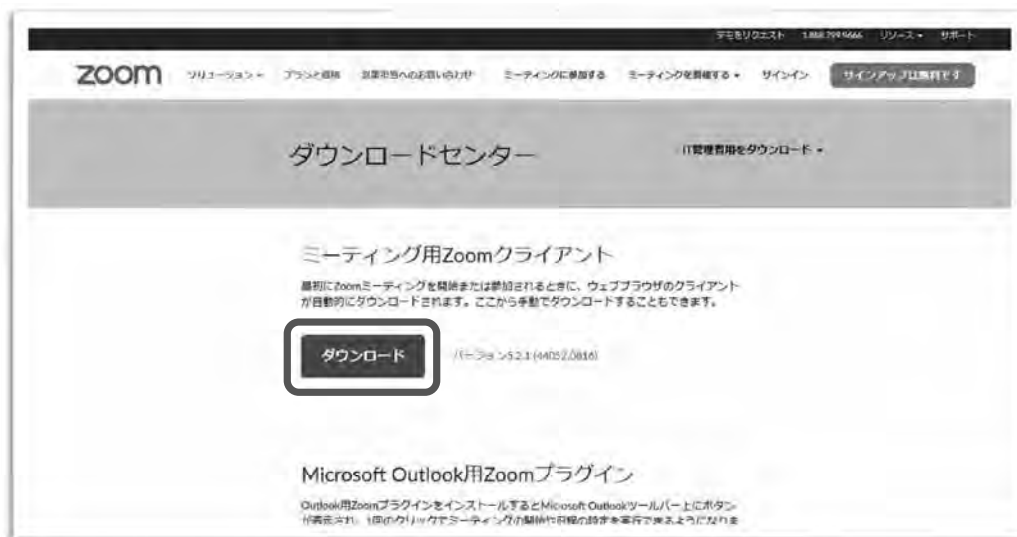 デモをリクエスト 1.888.799.9666 リソース サポート
zoom ソリューション プランと価格 営業担当へのお問い合わせ ミーティングに参加する ミーティングを開催する サインイン サインアップは無料です
ダウンロードセンター
IT管理者用をダウンロード
ミーティング用Zoomクライアント
最初にZoomミーティングを開始または参加されるときに、ウェブブラウザのクライアント
が自動的にダウンロードされます。ここから手動でダウンロードすることもできます。
ダウンロード
バージョン5.2.1 (44052.0816)
Microsoft Outlook用Zoomプラグイン
Outlook用ZoomプラグインをインストールするとMicrosoft Outlookツールバー上にボタン
が表示され、1回のクリックでミーティングの開始や日程の設定を実行できるようになりま